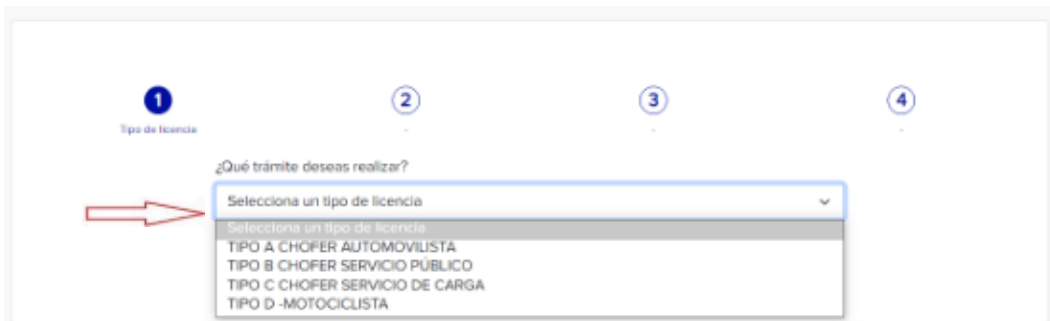 1 2 3 4
Tipo de licencia - - -
¿Qué trámite deseas realizar?
Selecciona un tipo de licencia
Selecciona un tipo de licencia
TIPO A CHOFER AUTOMOVILISTA
TIPO B CHOFER SERVICIO PÚBLICO
TIPO C CHOFER SERVICIO DE CARGA
TIPO D -MOTOCICLISTA